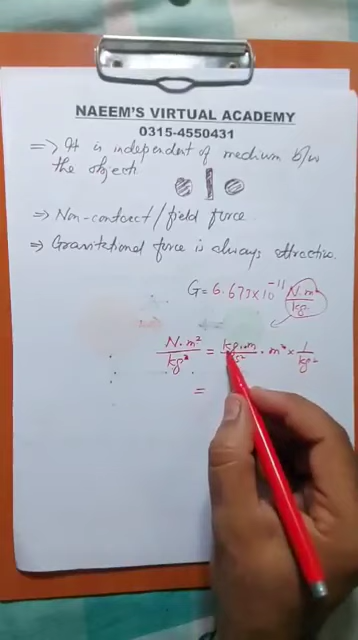 NAEEM'S VIRTUAL ACADEMY
0315-4550431
=> It is independent of medium b/w
the object.
=> Non-contact/field force
=> Gravitational force is always attractive.
G = 6.673×10⁻¹¹ N.m² / kg²
N.m² / kg² = kg.m / s² · m² × 1 / kg²
=